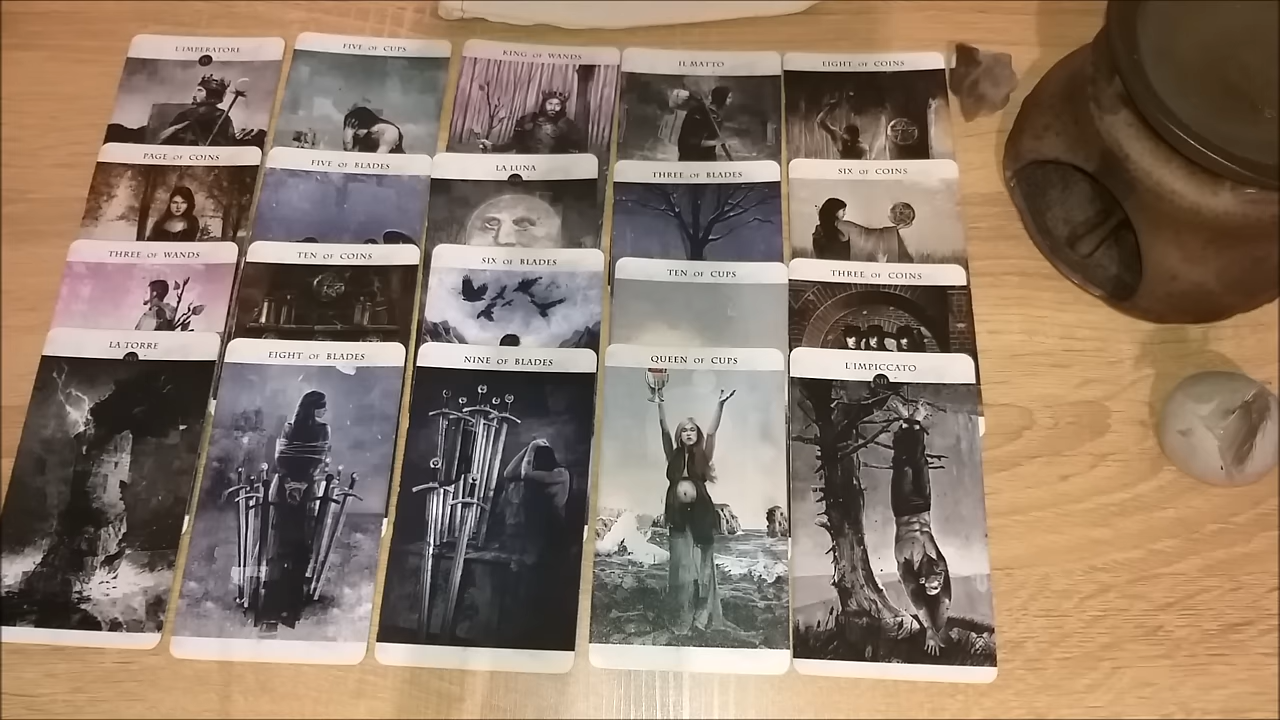 L'IMPERATORE
FIVE OF CUPS
KING OF WANDS
IL MATTO
EIGHT OF COINS
PAGE OF COINS
FIVE OF BLADES
LA LUNA
THREE OF BLADES
SIX OF COINS
THREE OF WANDS
TEN OF COINS
SIX OF BLADES
TEN OF CUPS
THREE OF COINS
LA TORRE
EIGHT OF BLADES
NINE OF BLADES
QUEEN OF CUPS
L'IMPICCATO
XII